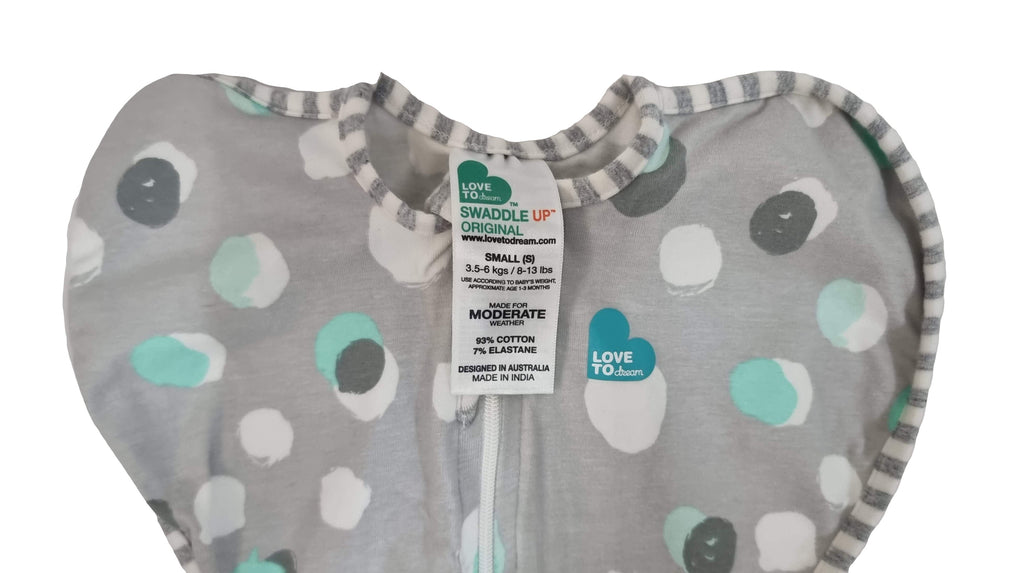 LOVE
TO dream
™
SWADDLE UP™
ORIGINAL
www.lovetodream.com
SMALL (S)
3.5-6 kgs / 8-13 lbs
USE ACCORDING TO BABY'S WEIGHT,
APPROXIMATE AGE 1-3 MONTHS
MADE FOR
MODERATE
WEATHER
93% COTTON
7% ELASTANE
DESIGNED IN AUSTRALIA
MADE IN INDIA
LOVE
TO dream